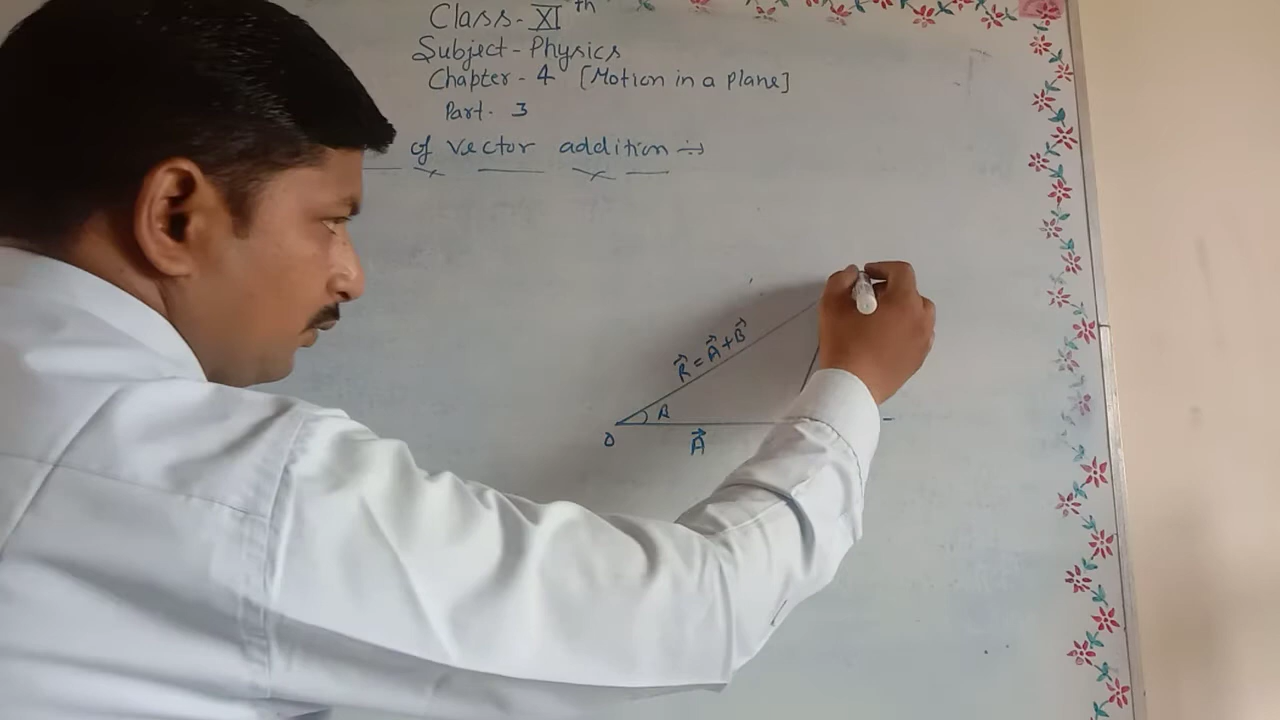 Class - XI th
Subject - Physics
Chapter - 4 [Motion in a plane]
Part - 3
of vector addition :→
R⃗ = A⃗ + B⃗
O
A⃗